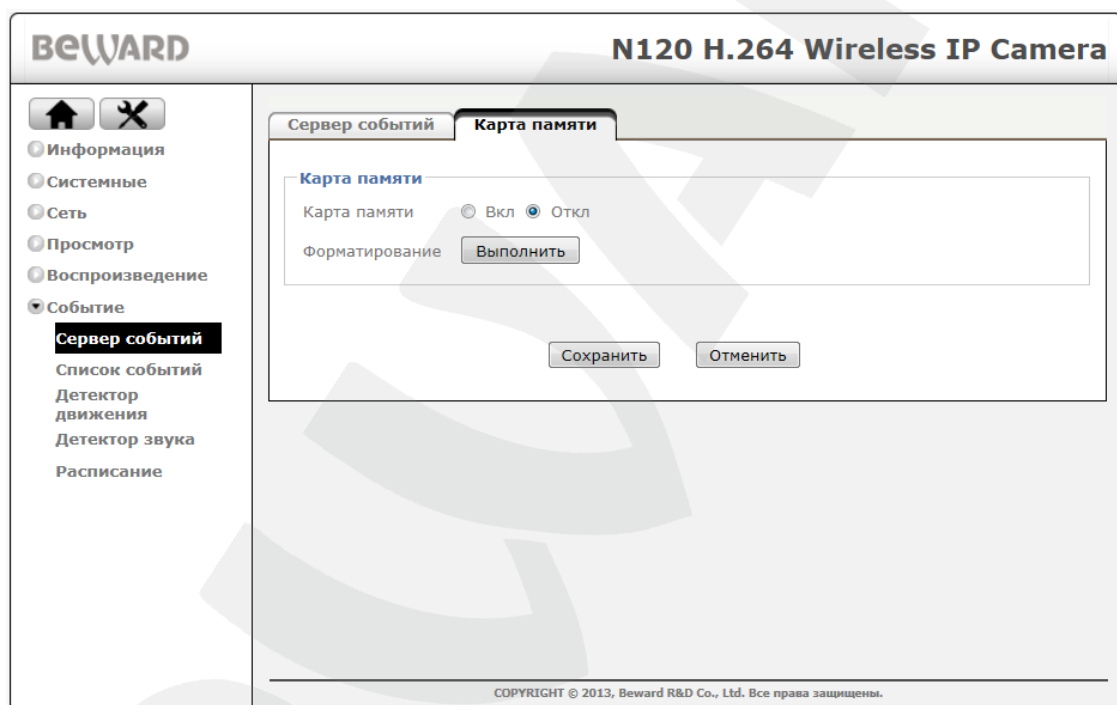 BEWARD
N120 H.264 Wireless IP Camera
Информация
Системные
Сеть
Просмотр
Воспроизведение
Событие
Сервер событий
Список событий
Детектор
движения
Детектор звука
Расписание
Сервер событий Карта памяти
Карта памяти
Карта памяти Вкл Откл
Форматирование Выполнить
Сохранить Отменить
COPYRIGHT © 2013, Beward R&D Co., Ltd. Все права защищены.